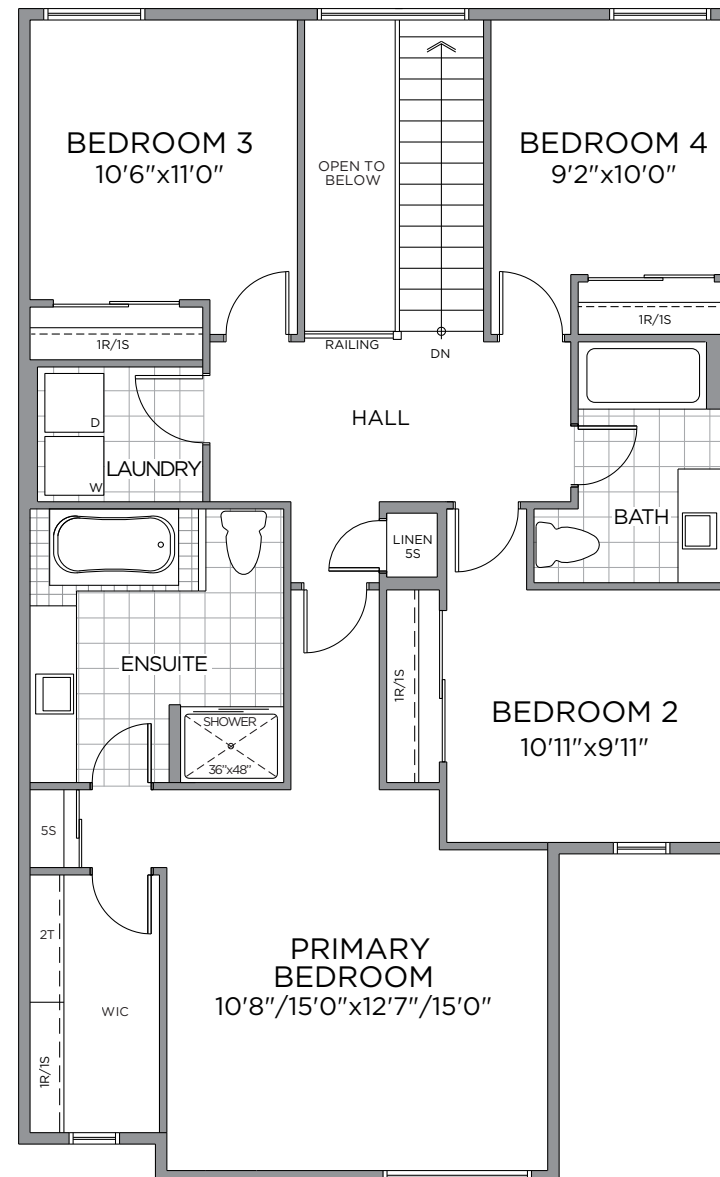 BEDROOM 3
10'6"x11'0"
OPEN TO
BELOW
BEDROOM 4
9'2"x10'0"
1R/1S
1R/1S
RAILING
DN
D
W
LAUNDRY
HALL
BATH
LINEN
5S
ENSUITE
SHOWER
36"x48"
1R/1S
BEDROOM 2
10'11"x9'11"
5S
2T
WIC
1R/1S
PRIMARY
BEDROOM
10'8"/15'0"x12'7"/15'0"